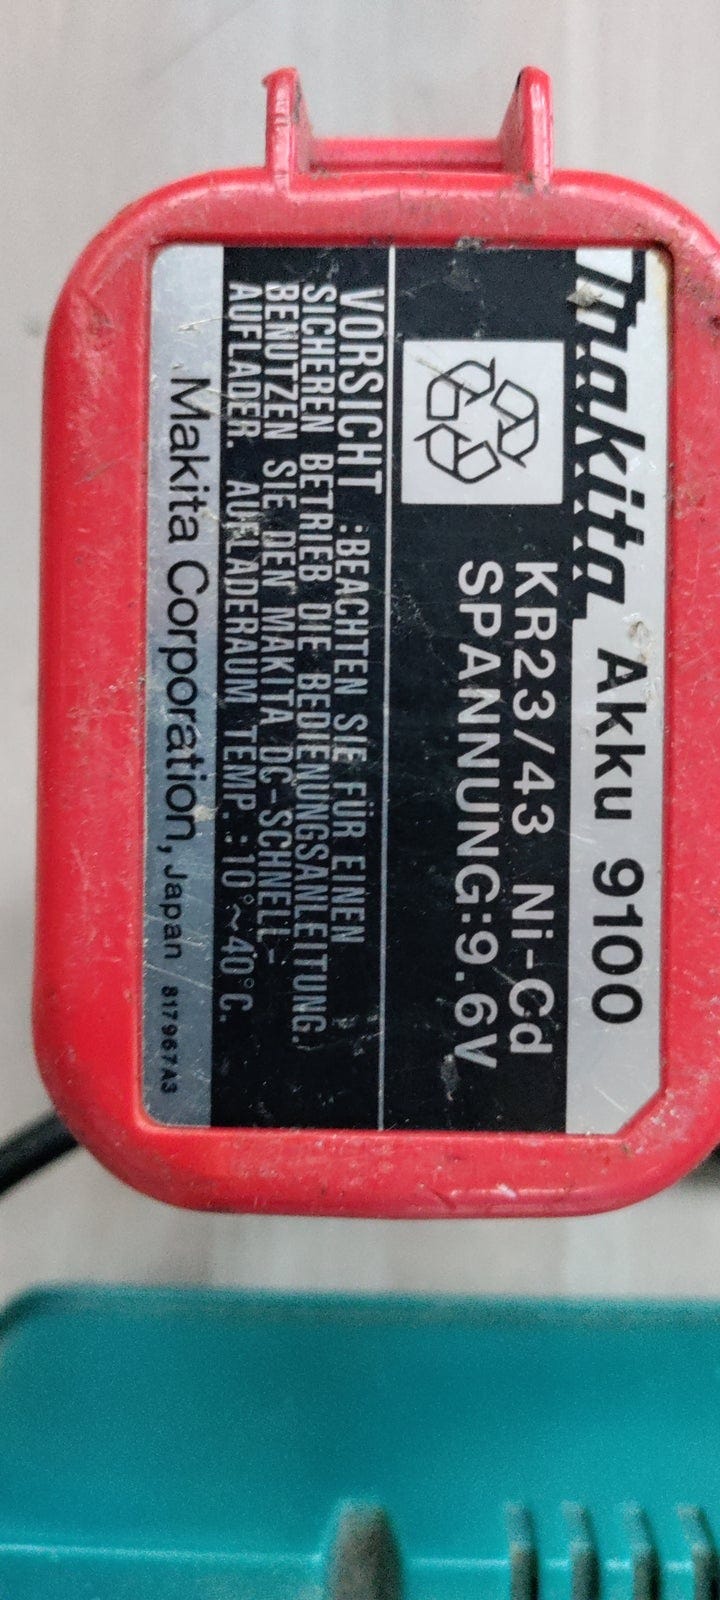 makita Akku 9100
KR23/43 Ni-Cd
SPANNUNG:9.6V
VORSICHT :BEACHTEN SIE FÜR EINEN
SICHEREN BETRIEB DIE BEDIENUNGSANLEITUNG.
BENUTZEN SIE DEN MAKITA DC-SCHNELL-
AUFLADER. AUFLADERAUM TEMP.:10°~40°C.
Makita Corporation, Japan 817967A3